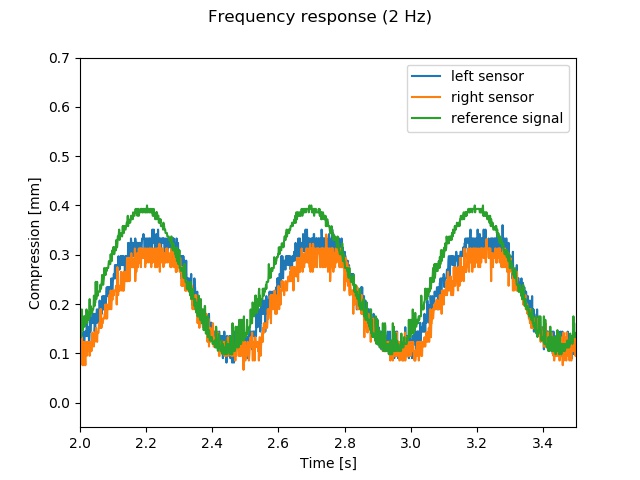 Frequency response (2 Hz)
left sensor
right sensor
reference signal
Compression [mm]
0.7
0.6
0.5
0.4
0.3
0.2
0.1
0.0
2.0 2.2 2.4 2.6 2.8 3.0 3.2 3.4
Time [s]